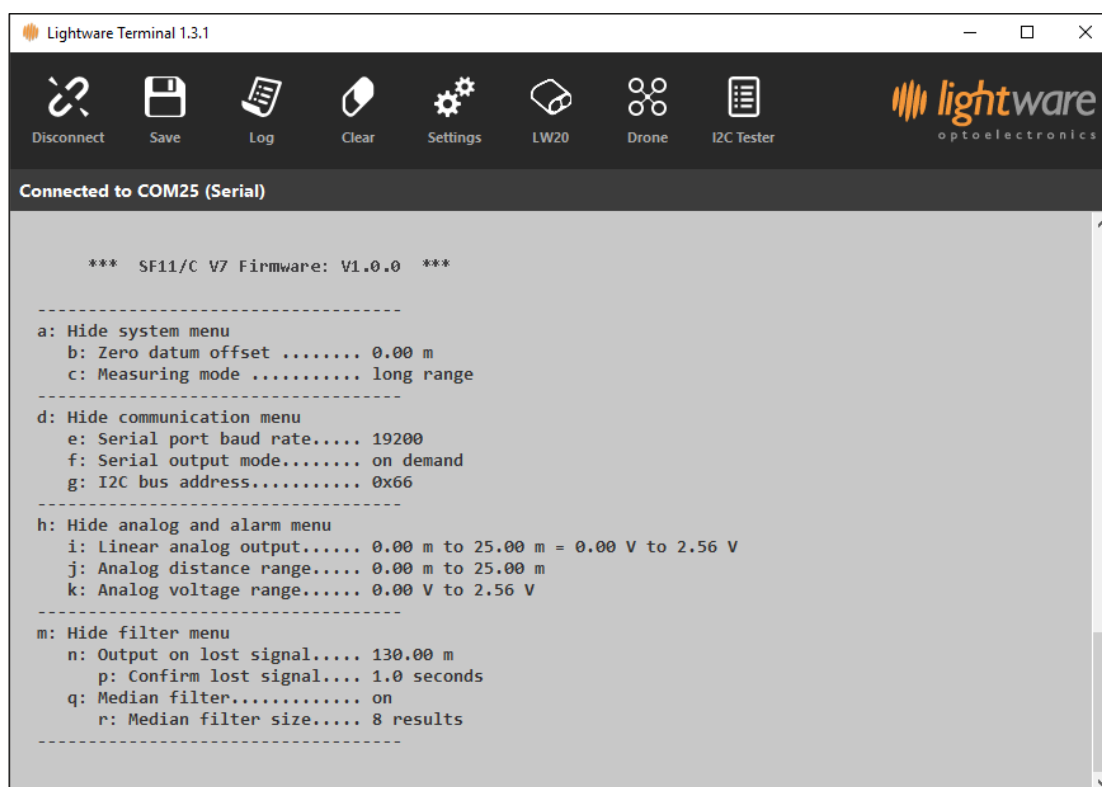 Lightware Terminal 1.3.1
Disconnect Save Log Clear Settings LW20 Drone I2C Tester
lightware
optoelectronics
Connected to COM25 (Serial)
*** SF11/C V7 Firmware: V1.0.0 ***
------------------------------------
a: Hide system menu
b: Zero datum offset ........ 0.00 m
c: Measuring mode ........... long range
------------------------------------
d: Hide communication menu
e: Serial port baud rate..... 19200
f: Serial output mode........ on demand
g: I2C bus address........... 0x66
------------------------------------
h: Hide analog and alarm menu
i: Linear analog output...... 0.00 m to 25.00 m = 0.00 V to 2.56 V
j: Analog distance range..... 0.00 m to 25.00 m
k: Analog voltage range...... 0.00 V to 2.56 V
------------------------------------
m: Hide filter menu
n: Output on lost signal..... 130.00 m
p: Confirm lost signal.... 1.0 seconds
q: Median filter............. on
r: Median filter size..... 8 results
------------------------------------